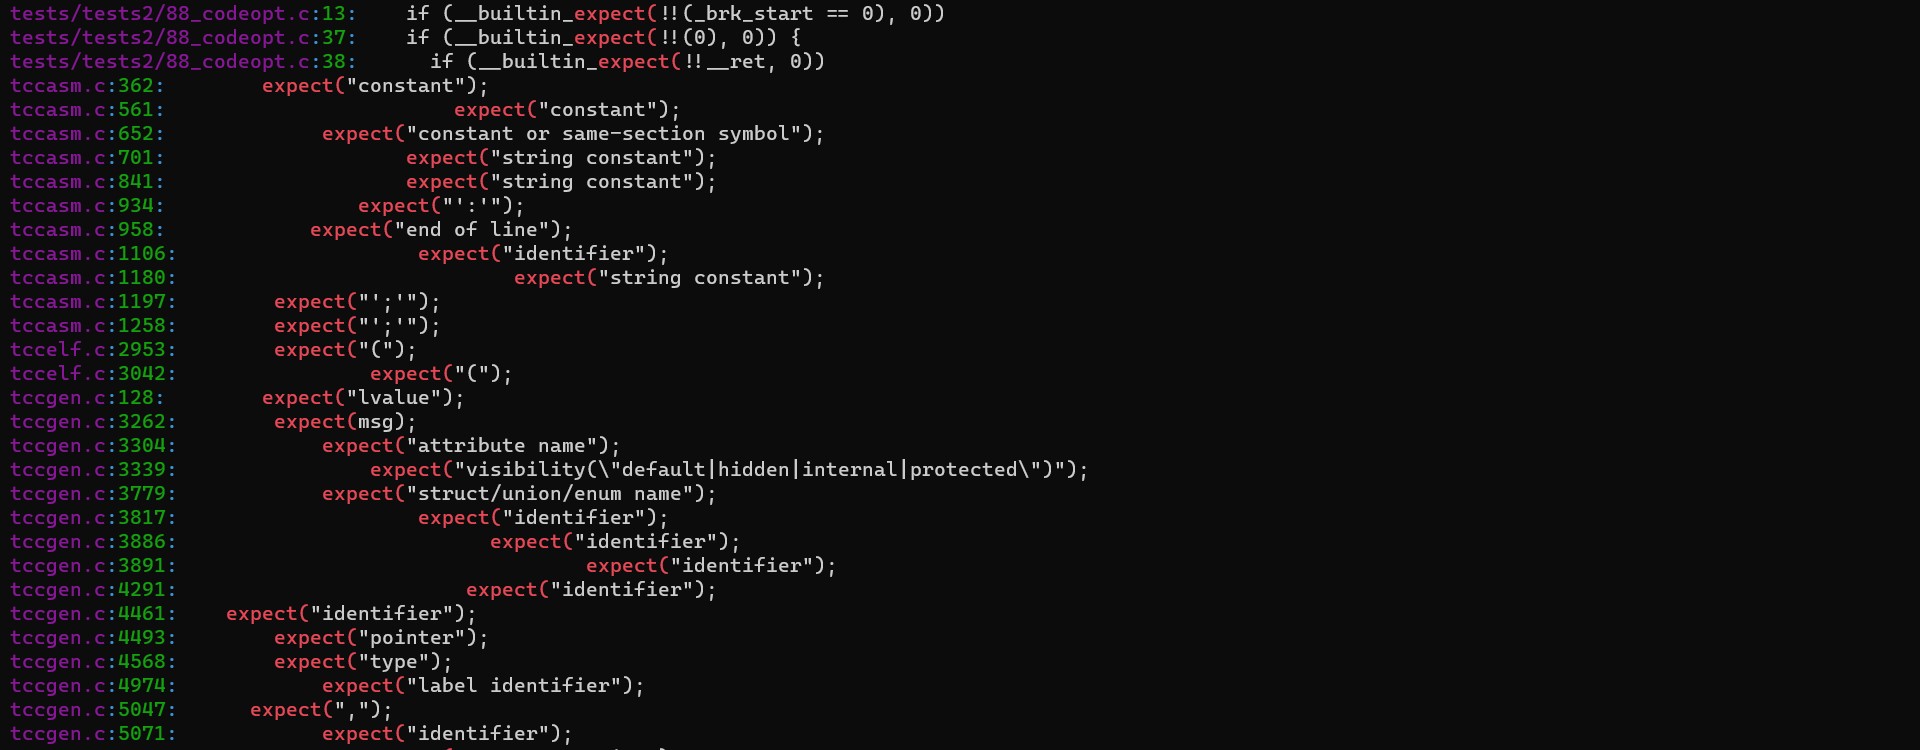 tests/tests2/88_codeopt.c:13:    if (__builtin_expect(!!(_brk_start == 0), 0))
tests/tests2/88_codeopt.c:37:    if (__builtin_expect(!!(0), 0)) {
tests/tests2/88_codeopt.c:38:      if (__builtin_expect(!!__ret, 0))
tccasm.c:362:        expect("constant");
tccasm.c:561:                        expect("constant");
tccasm.c:652:             expect("constant or same-section symbol");
tccasm.c:701:                    expect("string constant");
tccasm.c:841:                    expect("string constant");
tccasm.c:934:                expect("':'");
tccasm.c:958:            expect("end of line");
tccasm.c:1106:                    expect("identifier");
tccasm.c:1180:                            expect("string constant");
tccasm.c:1197:        expect("';'");
tccasm.c:1258:        expect("';'");
tccelf.c:2953:        expect("(");
tccelf.c:3042:                expect("(");
tccgen.c:128:        expect("lvalue");
tccgen.c:3262:        expect(msg);
tccgen.c:3304:            expect("attribute name");
tccgen.c:3339:                expect("visibility(\"default|hidden|internal|protected\")");
tccgen.c:3779:            expect("struct/union/enum name");
tccgen.c:3817:                    expect("identifier");
tccgen.c:3886:                          expect("identifier");
tccgen.c:3891:                                  expect("identifier");
tccgen.c:4291:                        expect("identifier");
tccgen.c:4461:    expect("identifier");
tccgen.c:4493:        expect("pointer");
tccgen.c:4568:        expect("type");
tccgen.c:4974:            expect("label identifier");
tccgen.c:5047:      expect(",");
tccgen.c:5071:            expect("identifier");